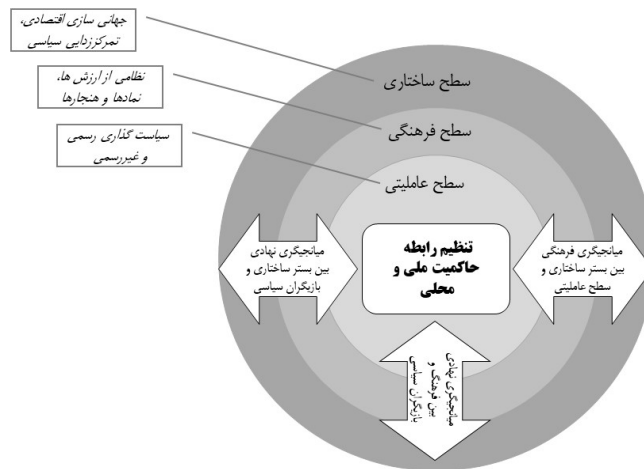 جهانی سازی اقتصادی،
تمرکززدایی سیاسی
نظامی از ارزش ها،
نمادها و هنجارها
سیاست گذاری رسمی
و غیررسمی
سطح ساختاری
سطح فرهنگی
سطح عاملیتی
تنظیم رابطه
حاکمیت ملی و
محلی
میانجیگری فرهنگی
بین بستر ساختاری و
سطح عاملیتی
میانجیگری نهادی
بین بستر ساختاری و
بازیگران سیاسی
میانجیگری نهادی
بین فرهنگ و
بازیگران سیاسی